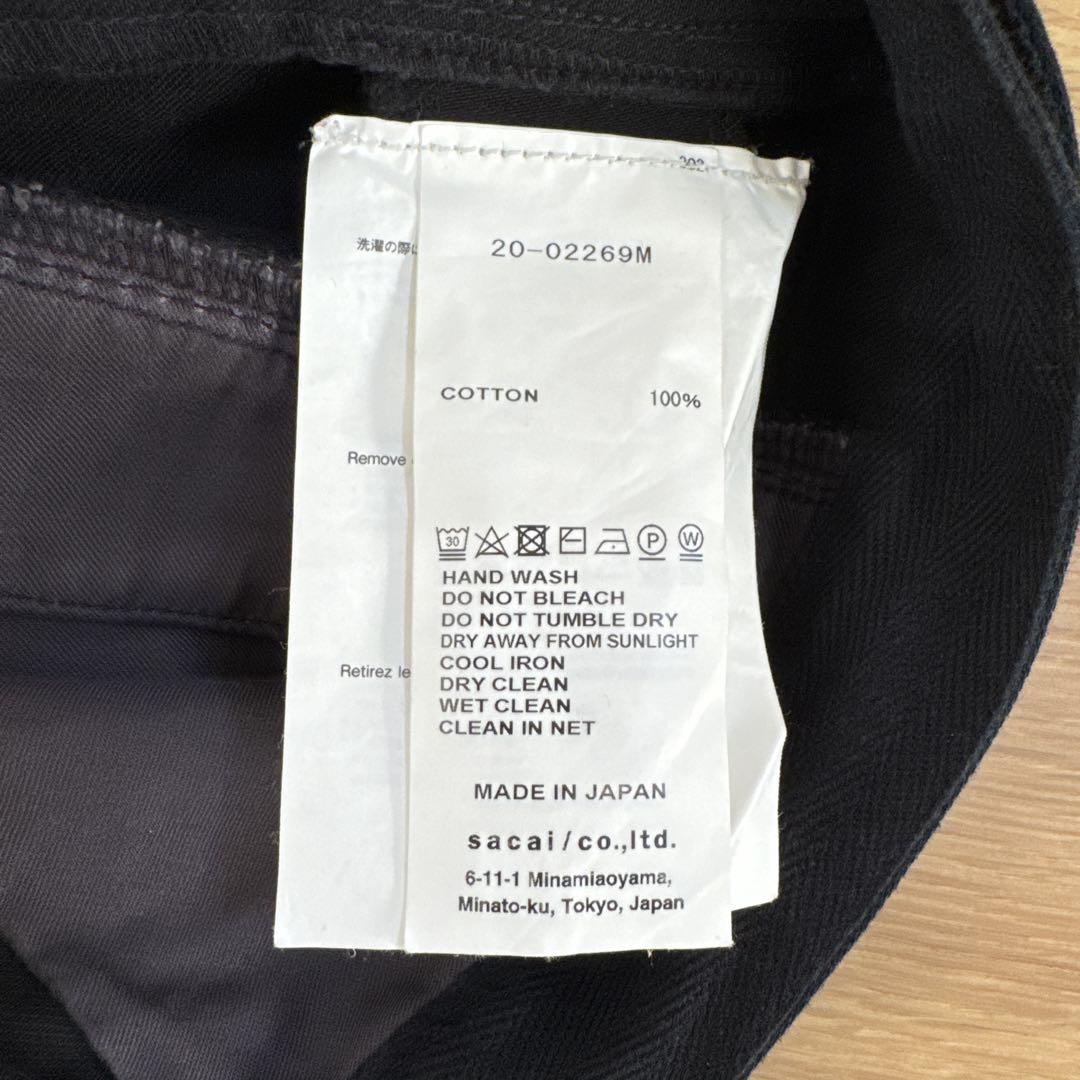 20-02269M
洗濯の際に
COTTON 100%
Remove
30 P W
HAND WASH
DO NOT BLEACH
DO NOT TUMBLE DRY
DRY AWAY FROM SUNLIGHT
COOL IRON
DRY CLEAN
WET CLEAN
CLEAN IN NET
Retirez le
MADE IN JAPAN
sacai/co.,ltd.
6-11-1 Minamiaoyama,
Minato-ku, Tokyo, Japan